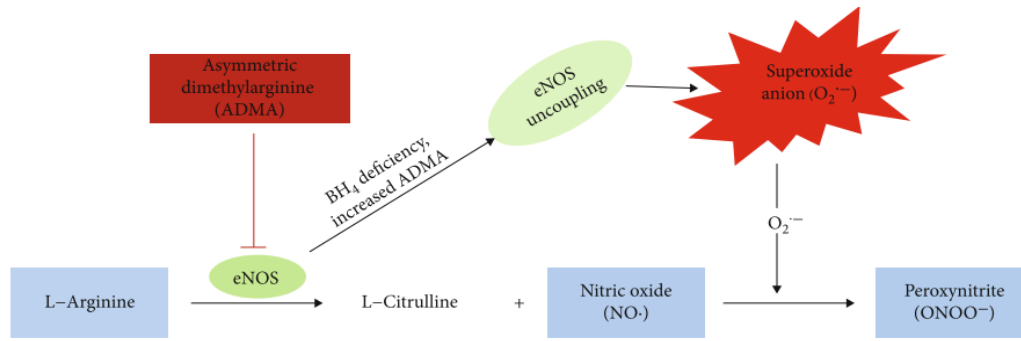 Asymmetric
dimethylarginine
(ADMA)
BH₄ deficiency,
increased ADMA
eNOS
uncoupling
Superoxide
anion (O₂·−)
O₂·−
L−Arginine
eNOS
L−Citrulline
+
Nitric oxide
(NO·)
Peroxynitrite
(ONOO−)